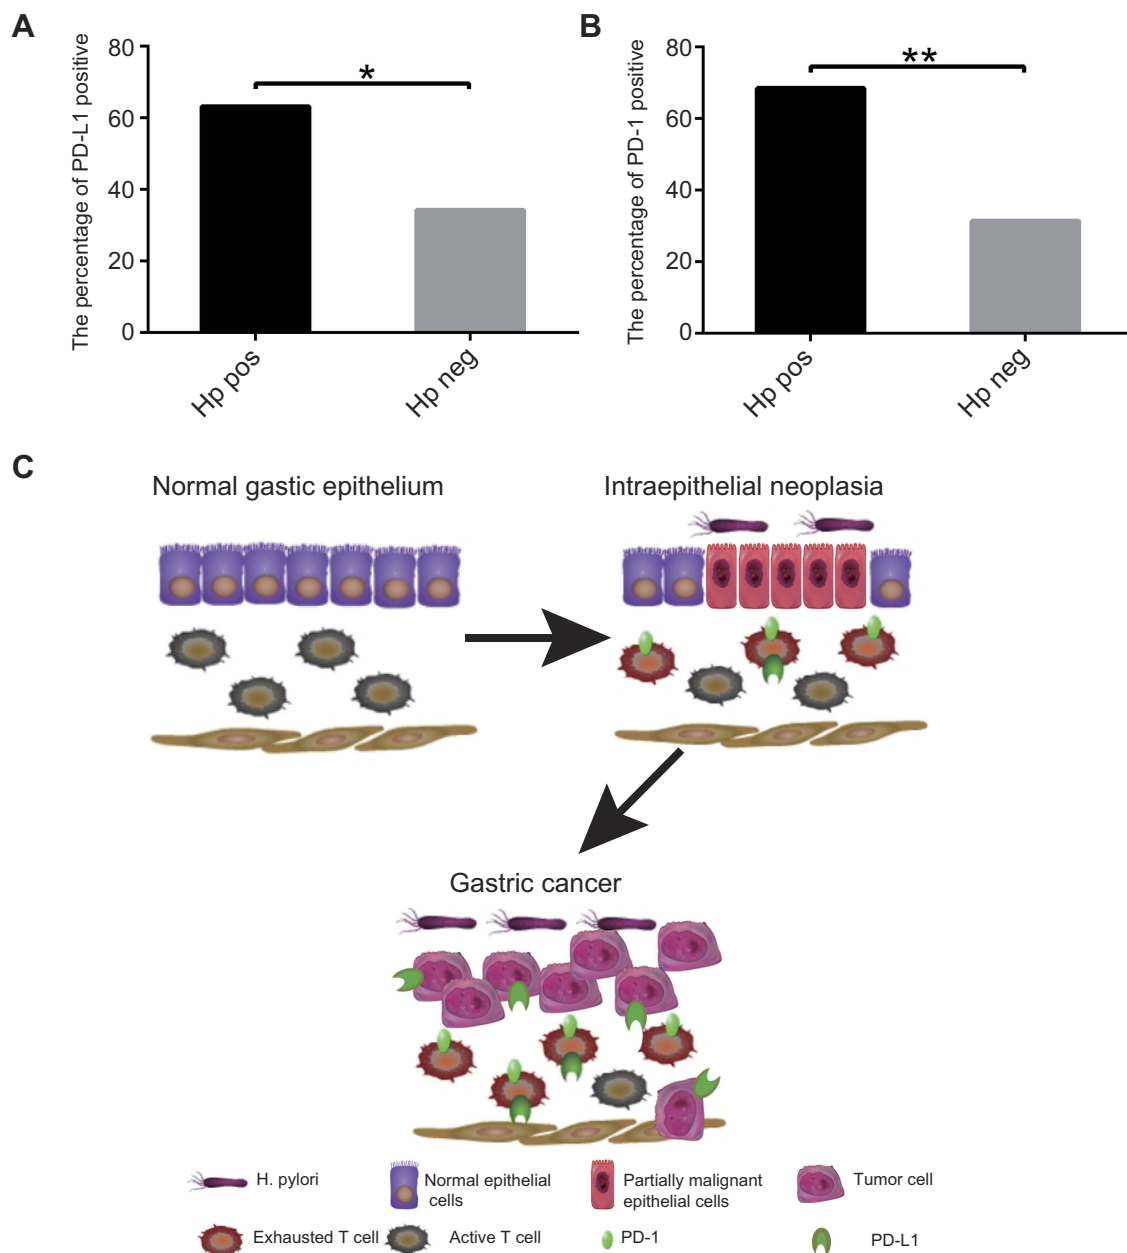 A
The percentage of PD-L1 positive
80
60
40
20
0
*
Hp pos
Hp neg
B
The percentage of PD-1 positive
80
60
40
20
0
**
Hp pos
Hp neg
C
Normal gastic epithelium
Intraepithelial neoplasia
Gastric cancer
H. pylori
Normal epithelial
cells
Partially malignant
epithelial cells
Tumor cell
Exhausted T cell
Active T cell
PD-1
PD-L1